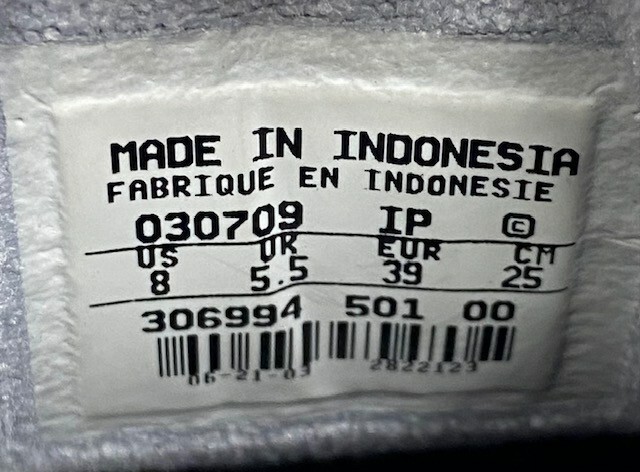 MADE IN INDONESIA
FABRIQUE EN INDONESIE
030709 IP ©
US UK EUR CM
8 5.5 39 25
306994 501 00
06-21-03 2822123